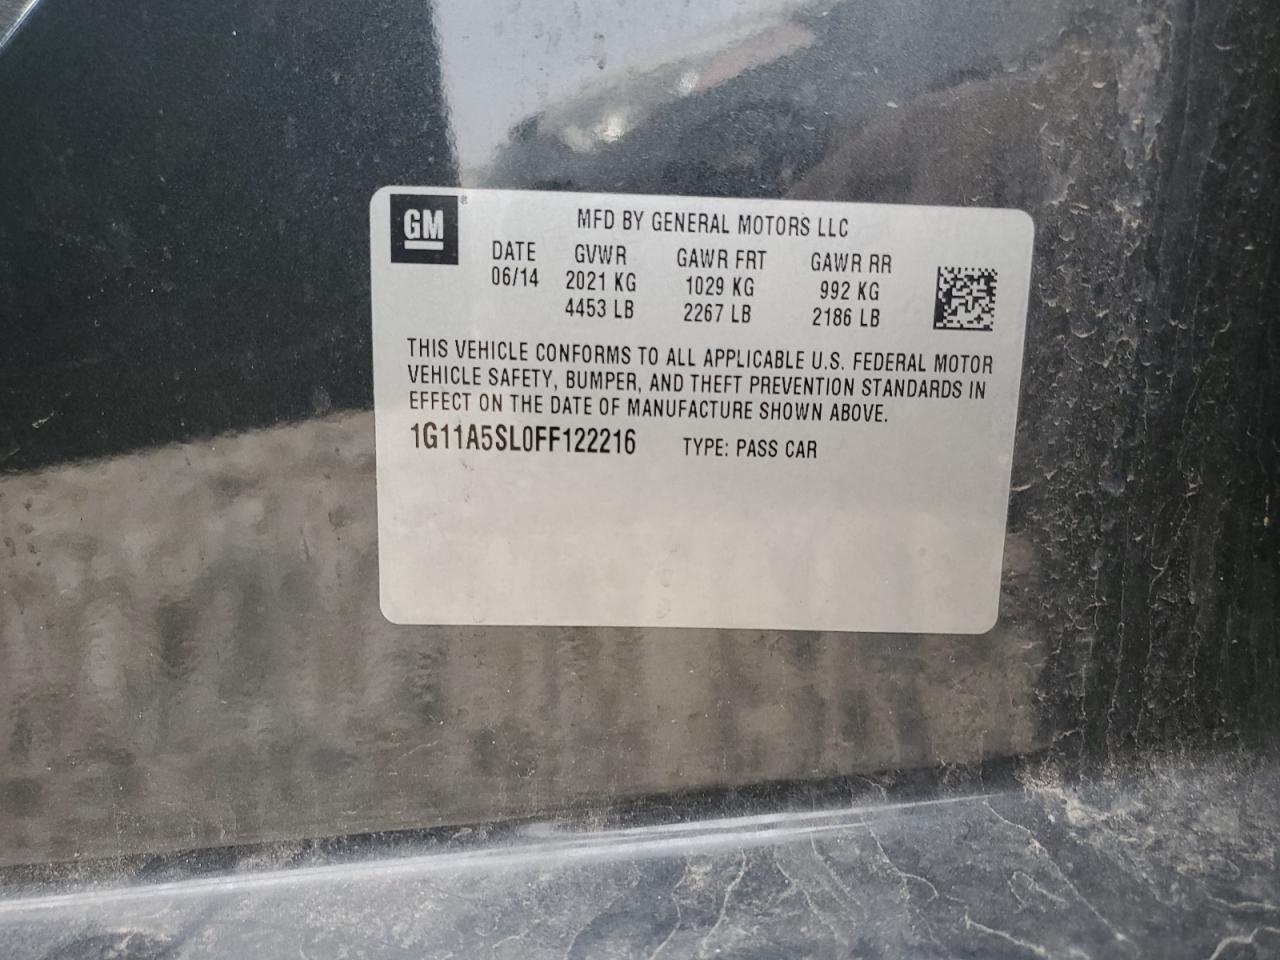 GM®
MFD BY GENERAL MOTORS LLC
DATE GVWR GAWR FRT GAWR RR
06/14 2021 KG 1029 KG 992 KG
4453 LB 2267 LB 2186 LB
THIS VEHICLE CONFORMS TO ALL APPLICABLE U.S. FEDERAL MOTOR
VEHICLE SAFETY, BUMPER, AND THEFT PREVENTION STANDARDS IN
EFFECT ON THE DATE OF MANUFACTURE SHOWN ABOVE.
1G11A5SL0FF122216 TYPE: PASS CAR